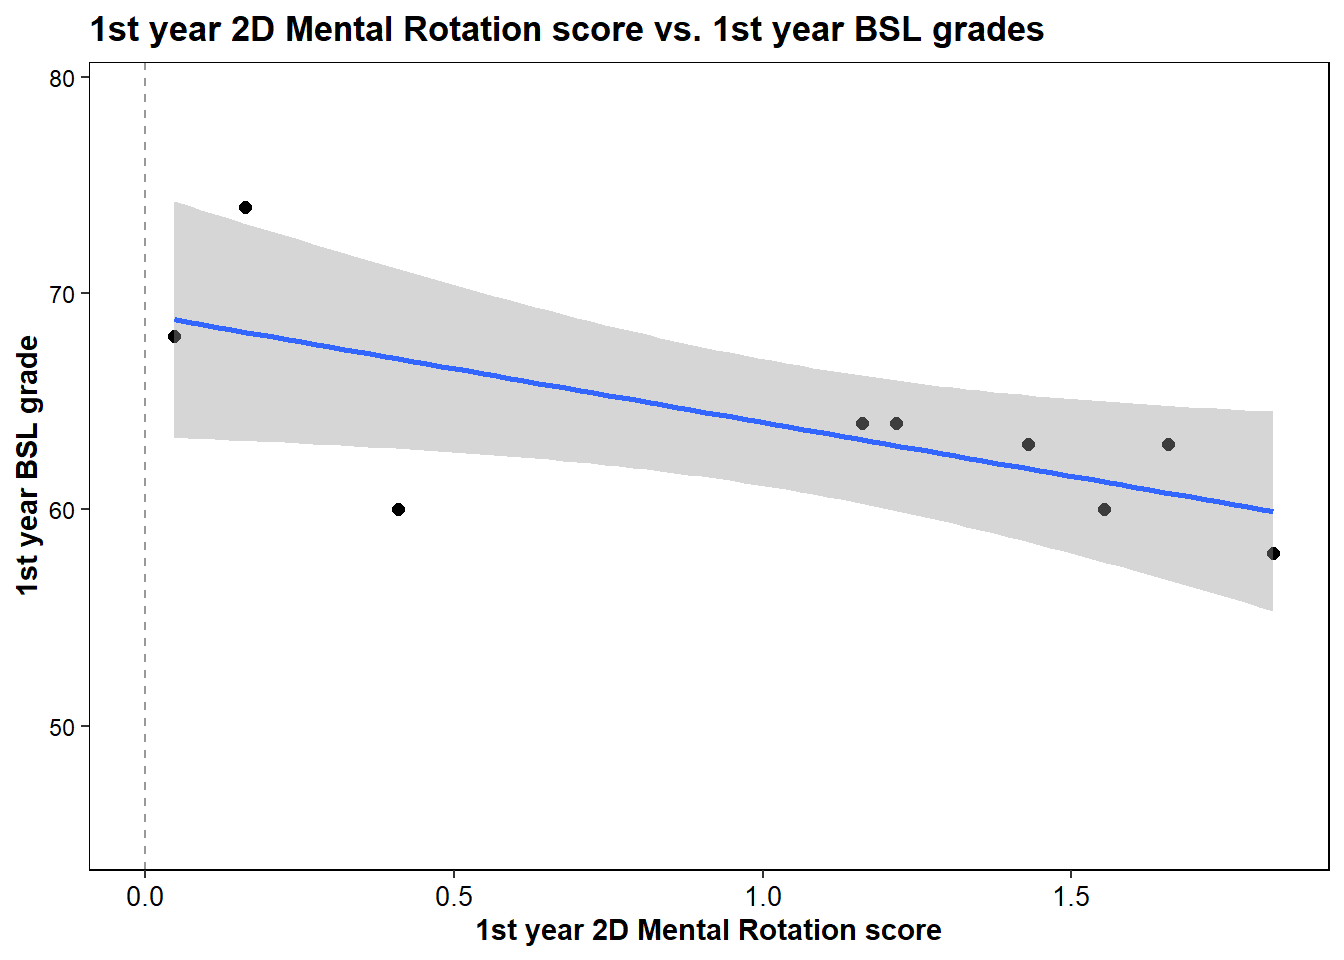 1st year 2D Mental Rotation score vs. 1st year BSL grades
80
70
60
50
1st year BSL grade
0.0 0.5 1.0 1.5
1st year 2D Mental Rotation score